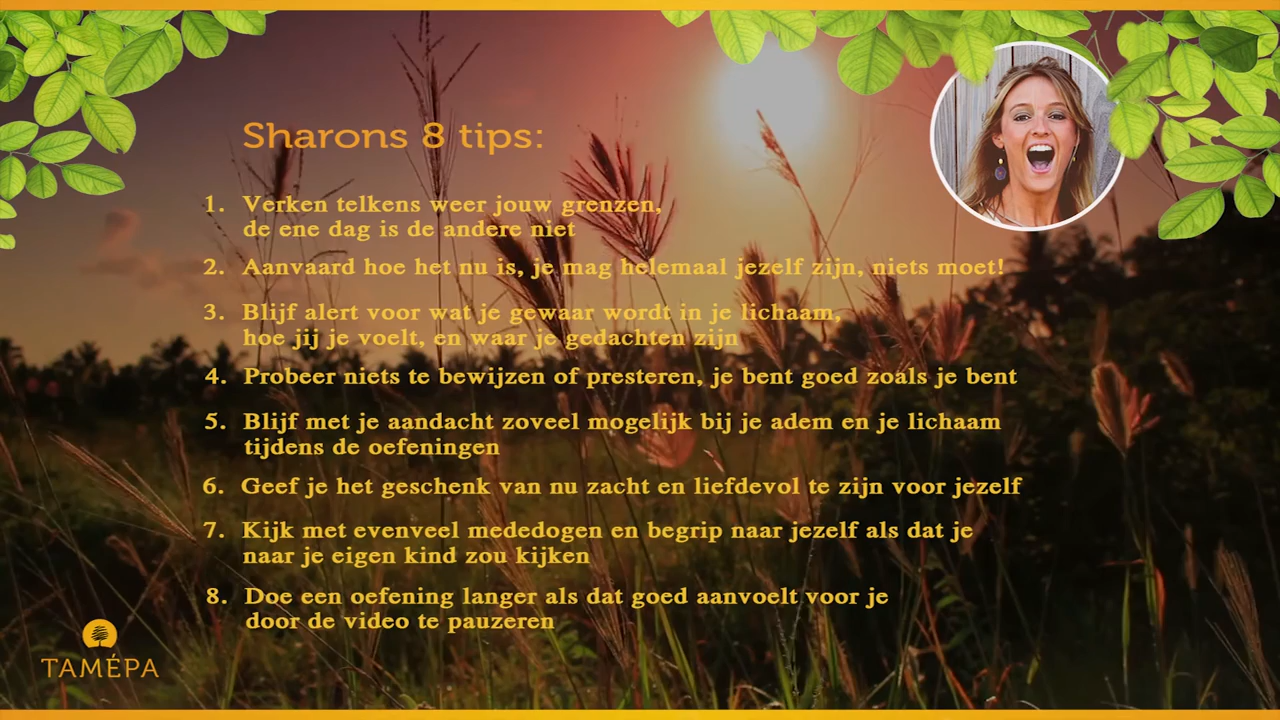 Sharons 8 tips:
1. Verken telkens weer jouw grenzen,
de ene dag is de andere niet
2. Aanvaard hoe het nu is, je mag helemaal jezelf zijn, niets moet!
3. Blijf alert voor wat je gewaar wordt in je lichaam,
hoe jij je voelt, en waar je gedachten zijn
4. Probeer niets te bewijzen of presteren, je bent goed zoals je bent
5. Blijf met je aandacht zoveel mogelijk bij je adem en je lichaam
tijdens de oefeningen
6. Geef je het geschenk van nu zacht en liefdevol te zijn voor jezelf
7. Kijk met evenveel mededogen en begrip naar jezelf als dat je
naar je eigen kind zou kijken
8. Doe een oefening langer als dat goed aanvoelt voor je
door de video te pauzeren
TAMÉPA